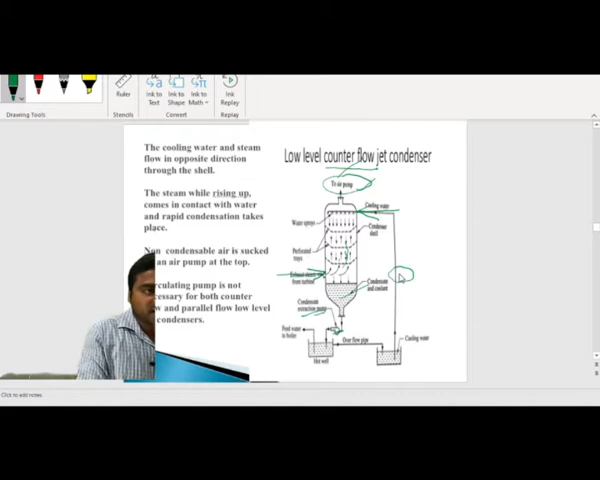 Ruler
Ink to Text
Ink to Shape
Ink to Math
Ink Replay
Drawing Tools
Stencils
Convert
Replay
The cooling water and steam
flow in opposite direction
through the shell.
The steam while rising up,
comes in contact with water
and rapid condensation takes
place.
condensable air is sucked
an air pump at the top.
pump is not
for both counter
and parallel flow low level
condensers.
Low level counter flow jet condenser
To air pump
Cooling water
Water sprays
Condenser
shell
Perforated
trays
Exhaust steam
from turbine
Condensate
and coolant
Condensate
extraction pump
Feed water
to boiler
Over flow pipe
Cooling water
Hot well
Click to add notes